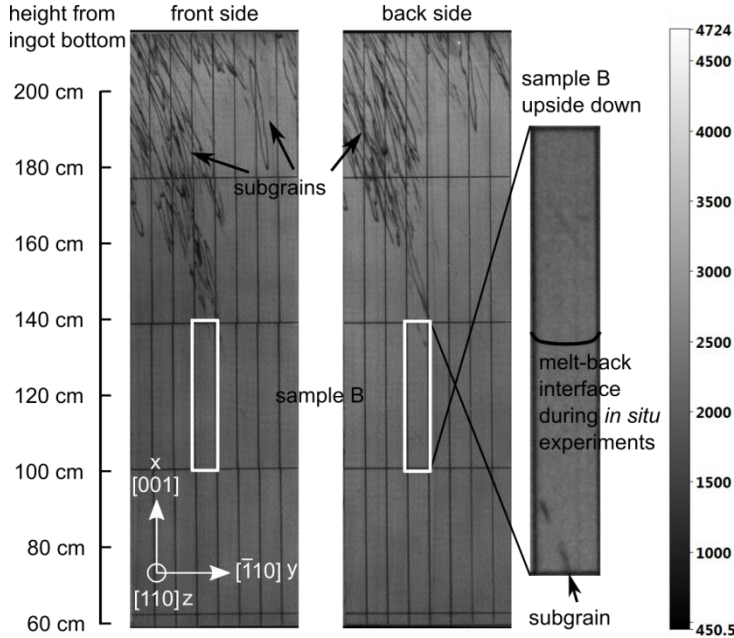 height from
ingot bottom
front side
back side
4724
4500
4000
3500
3000
2500
2000
1500
1000
450.5
200 cm
180 cm
160 cm
140 cm
120 cm
100 cm
80 cm
60 cm
subgrains
sample B
x
[001]
[1̅10] y
[110] z
sample B
upside down
melt-back
interface
during in situ
experiments
subgrain